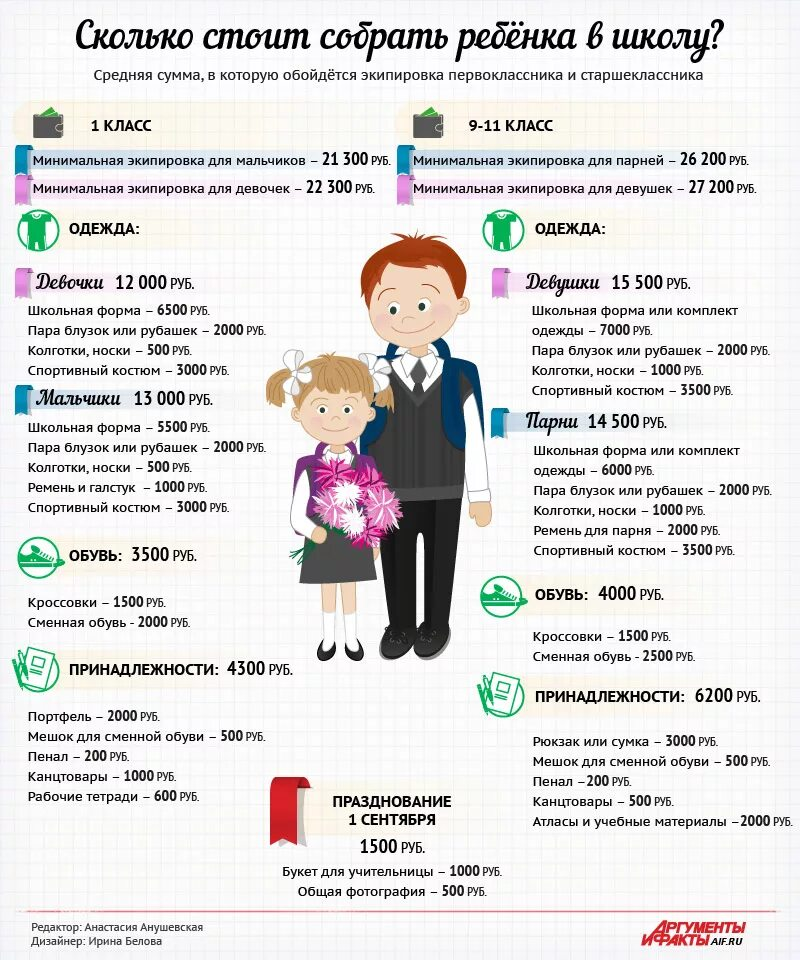 Сколько стоит собрать ребёнка в школу?
Средняя сумма, в которую обойдётся экипировка первоклассника и старшеклассника
1 КЛАСС
Минимальная экипировка для мальчиков – 21 300 РУБ.
Минимальная экипировка для девочек – 22 300 РУБ.
ОДЕЖДА:
Девочки 12 000 РУБ.
Школьная форма – 6500 РУБ.
Пара блузок или рубашек – 2000 РУБ.
Колготки, носки – 500 РУБ.
Спортивный костюм – 3000 РУБ.
Мальчики 13 000 РУБ.
Школьная форма – 5500 РУБ.
Пара блузок или рубашек – 2000 РУБ.
Колготки, носки – 500 РУБ.
Ремень и галстук – 1000 РУБ.
Спортивный костюм – 3000 РУБ.
ОБУВЬ: 3500 РУБ.
Кроссовки – 1500 РУБ.
Сменная обувь - 2000 РУБ.
ПРИНАДЛЕЖНОСТИ: 4300 РУБ.
Портфель – 2000 РУБ.
Мешок для сменной обуви – 500 РУБ.
Пенал – 200 РУБ.
Канцтовары – 1000 РУБ.
Рабочие тетради – 600 РУБ.
9-11 КЛАСС
Минимальная экипировка для парней – 26 200 РУБ.
Минимальная экипировка для девушек – 27 200 РУБ.
ОДЕЖДА:
Девушки 15 500 РУБ.
Школьная форма или комплект
одежды – 7000 РУБ.
Пара блузок или рубашек – 2000 РУБ.
Колготки, носки – 1000 РУБ.
Спортивный костюм – 3500 РУБ.
Парни 14 500 РУБ.
Школьная форма или комплект
одежды – 6000 РУБ.
Пара блузок или рубашек – 2000 РУБ.
Колготки, носки – 1000 РУБ.
Ремень для парня – 2000 РУБ.
Спортивный костюм – 3500 РУБ.
ОБУВЬ: 4000 РУБ.
Кроссовки – 1500 РУБ.
Сменная обувь - 2500 РУБ.
ПРИНАДЛЕЖНОСТИ: 6200 РУБ.
Рюкзак или сумка – 3000 РУБ.
Мешок для сменной обуви – 500 РУБ.
Пенал –200 РУБ.
Канцтовары – 500 РУБ.
Атласы и учебные материалы –2000 РУБ.
ПРАЗДНОВАНИЕ
1 СЕНТЯБРЯ
1500 РУБ.
Букет для учительницы – 1000 РУБ.
Общая фотография – 500 РУБ.
Редактор: Анастасия Анушевская
Дизайнер: Ирина Белова
АРГУМЕНТЫ
И ФАКТЫ AIF.RU